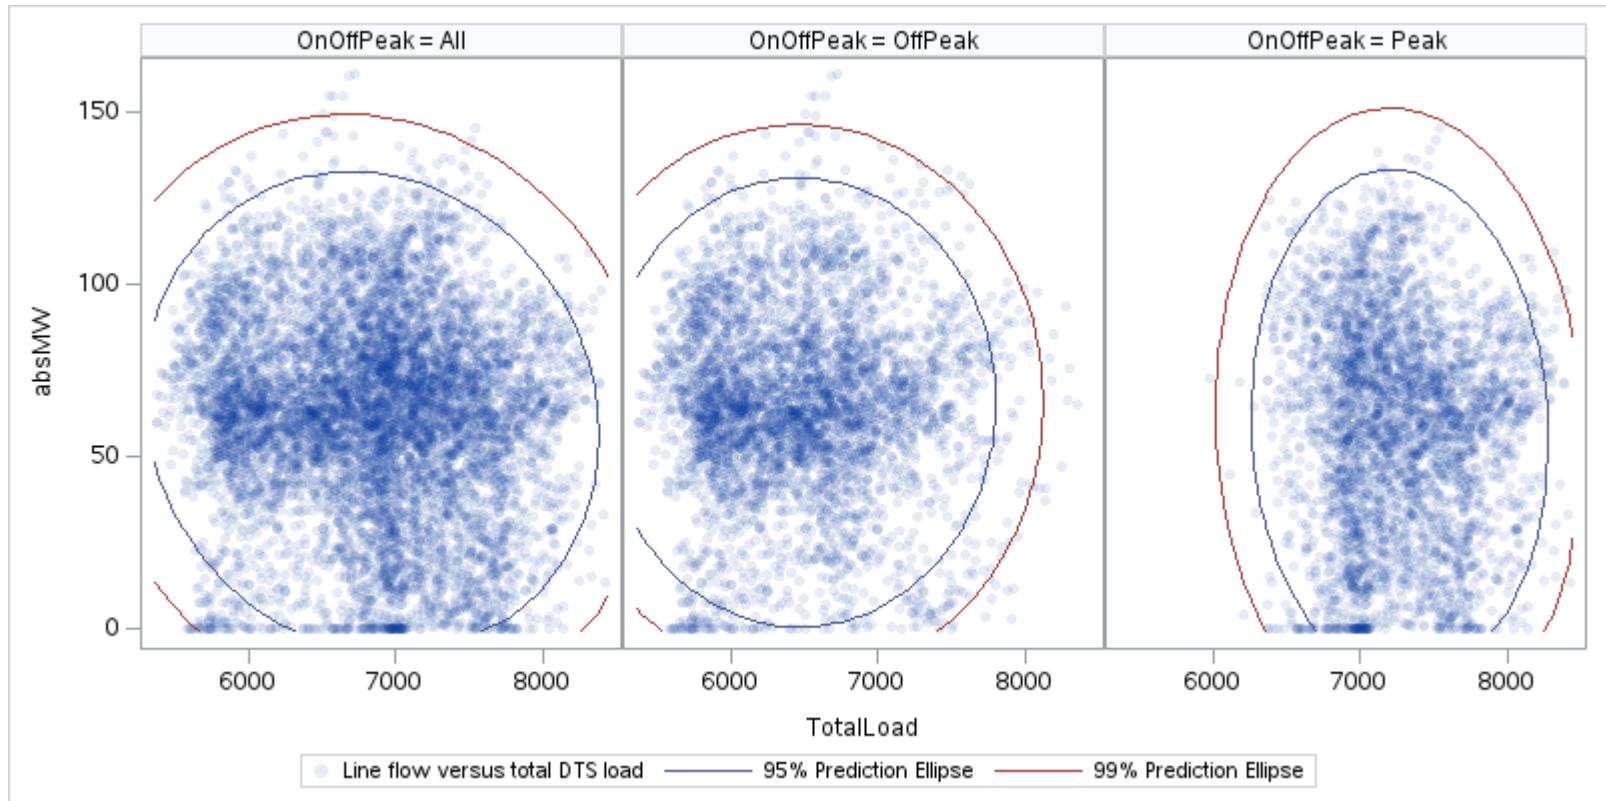 OnOffPeak = All
OnOffPeak = OffPeak
OnOffPeak = Peak
150
100
50
0
absMW
6000
7000
8000
6000
7000
8000
6000
7000
8000
TotalLoad
Line flow versus total DTS load
95% Prediction Ellipse
99% Prediction Ellipse